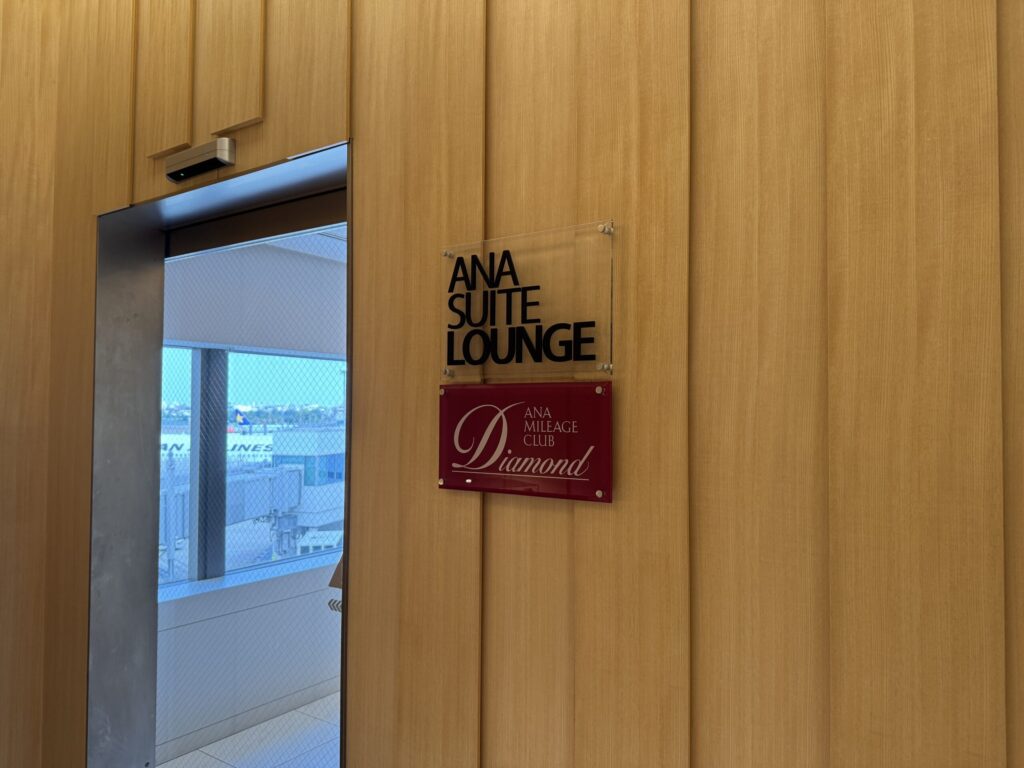 ANA
SUITE
LOUNGE
ANA
MILEAGE
CLUB
Diamond